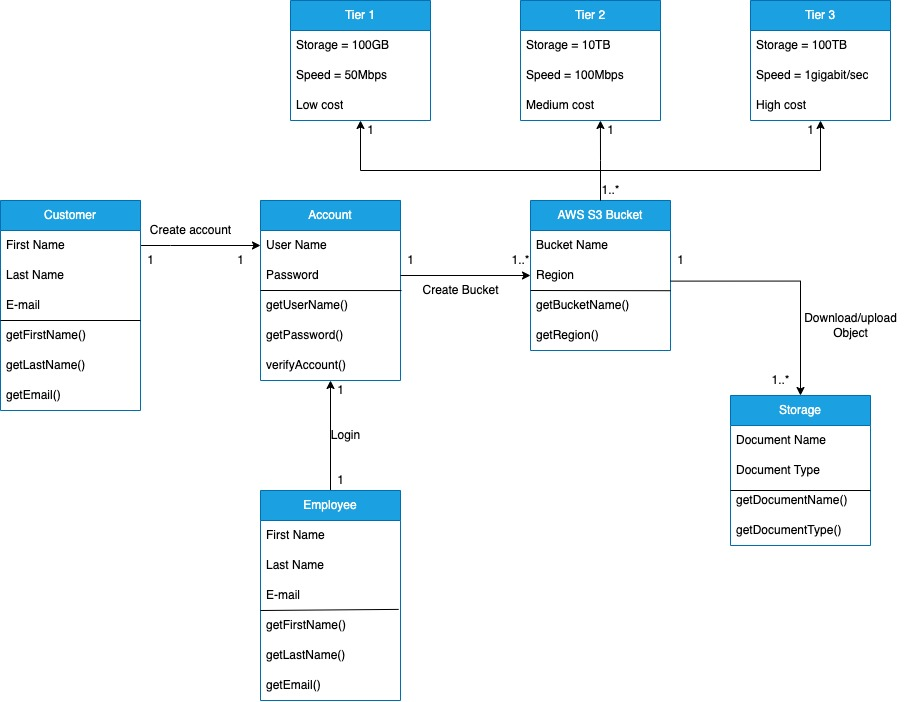 Tier 1
Storage = 100GB
Speed = 50Mbps
Low cost
Tier 2
Storage = 10TB
Speed = 100Mbps
Medium cost
Tier 3
Storage = 100TB
Speed = 1gigabit/sec
High cost
1
1
1
1..*
Customer
First Name
Last Name
E-mail
getFirstName()
getLastName()
getEmail()
Create account
1
1
Account
User Name
Password
getUserName()
getPassword()
verifyAccount()
1
1..*
Create Bucket
AWS S3 Bucket
Bucket Name
Region
getBucketName()
getRegion()
1
Download/upload
Object
1..*
Storage
Document Name
Document Type
getDocumentName()
getDocumentType()
1
Login
1
Employee
First Name
Last Name
E-mail
getFirstName()
getLastName()
getEmail()